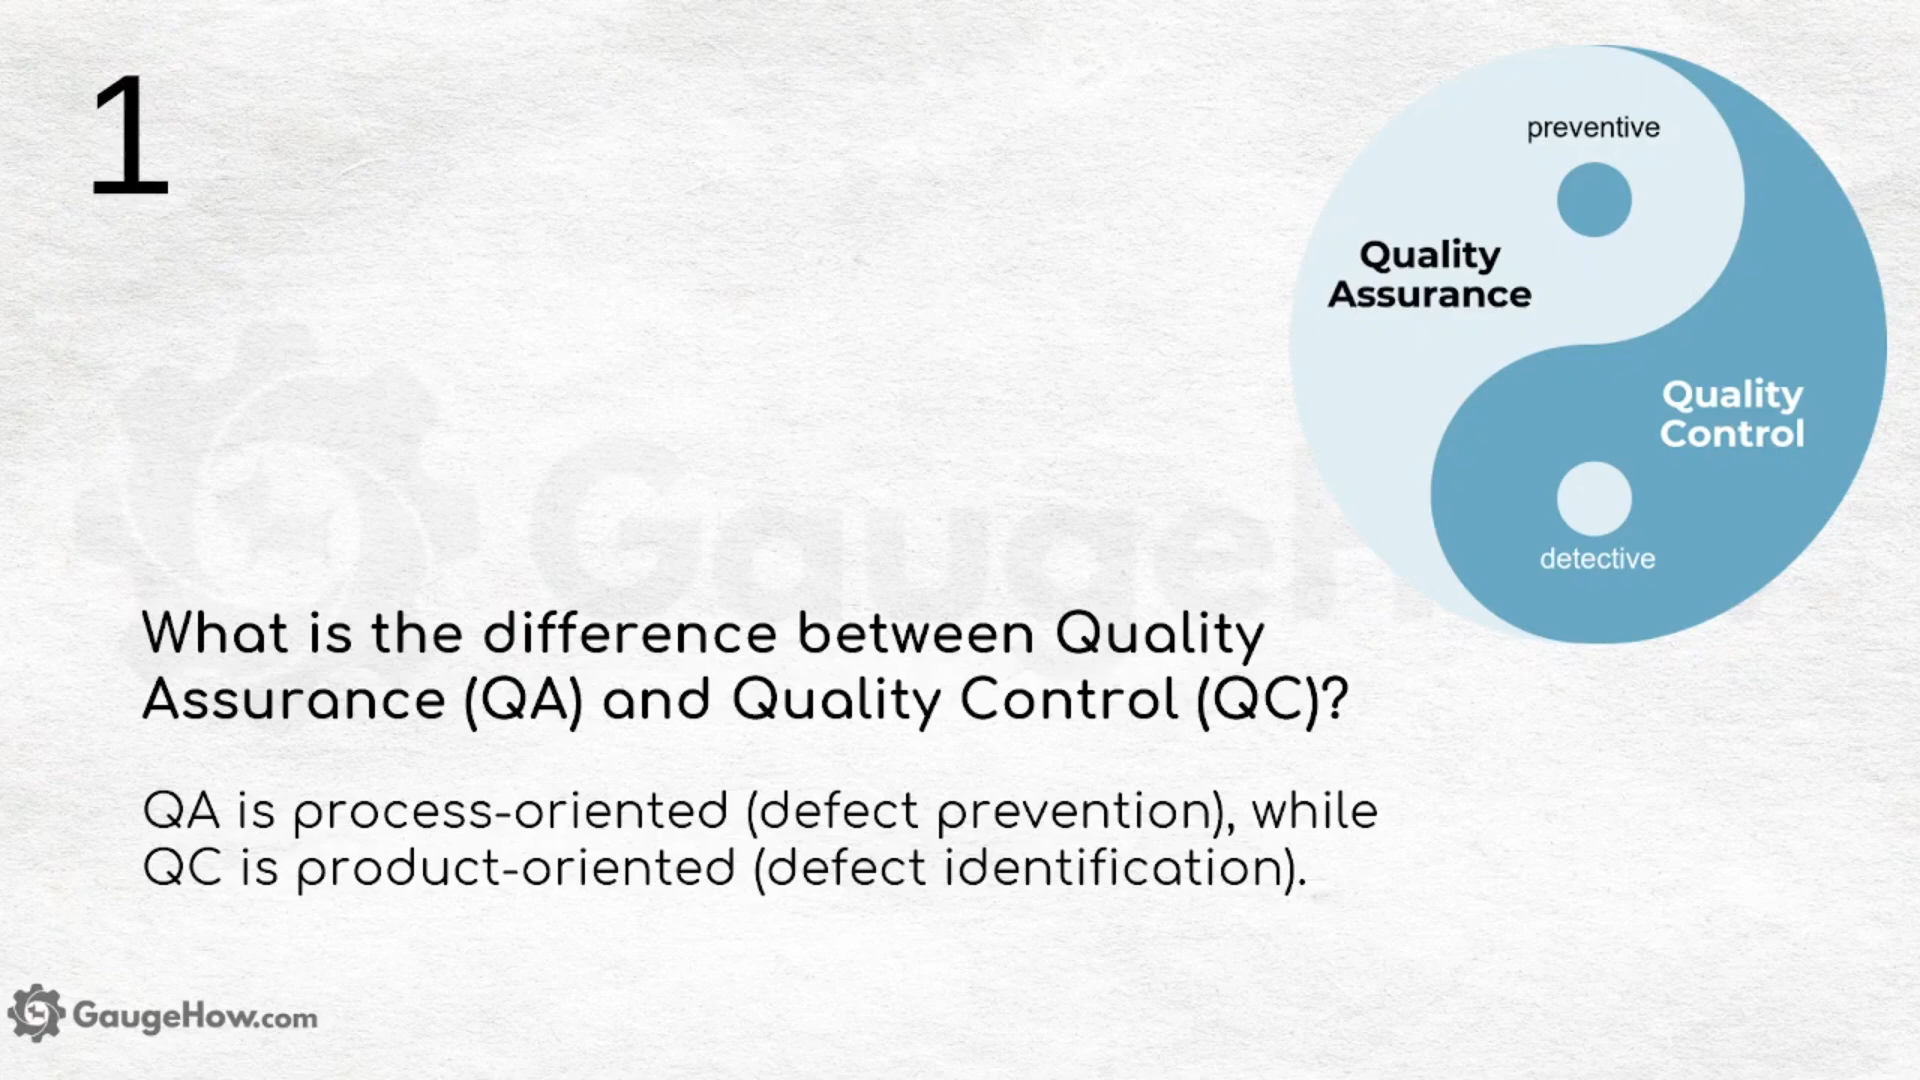 1
preventive
Quality
Assurance
Quality
Control
detective
What is the difference between Quality
Assurance (QA) and Quality Control (QC)?
QA is process-oriented (defect prevention), while
QC is product-oriented (defect identification).
GaugeHow.com